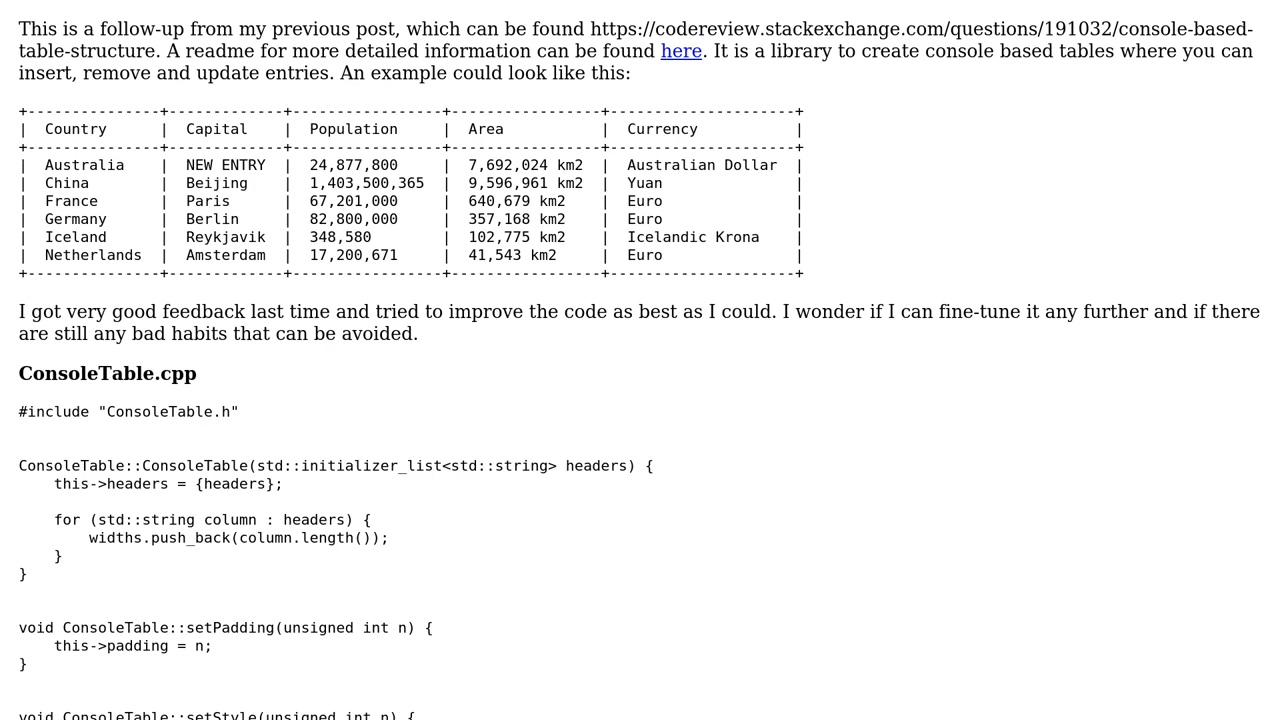 This is a follow-up from my previous post, which can be found https://codereview.stackexchange.com/questions/191032/console-based-
table-structure. A readme for more detailed information can be found here. It is a library to create console based tables where you can
insert, remove and update entries. An example could look like this:
+---------------+-------------+-----------------+-----------------+---------------------+
|  Country      |  Capital    |  Population     |  Area           |  Currency           |
+---------------+-------------+-----------------+-----------------+---------------------+
|  Australia    |  NEW ENTRY  |  24,877,800     |  7,692,024 km2  |  Australian Dollar  |
|  China        |  Beijing    |  1,403,500,365  |  9,596,961 km2  |  Yuan               |
|  France       |  Paris      |  67,201,000     |  640,679 km2    |  Euro               |
|  Germany      |  Berlin     |  82,800,000     |  357,168 km2    |  Euro               |
|  Iceland      |  Reykjavik  |  348,580        |  102,775 km2    |  Icelandic Krona    |
|  Netherlands  |  Amsterdam  |  17,200,671     |  41,543 km2     |  Euro               |
+---------------+-------------+-----------------+-----------------+---------------------+
I got very good feedback last time and tried to improve the code as best as I could. I wonder if I can fine-tune it any further and if there
are still any bad habits that can be avoided.
ConsoleTable.cpp
#include "ConsoleTable.h"
ConsoleTable::ConsoleTable(std::initializer_list<std::string> headers) {
    this->headers = {headers};
    for (std::string column : headers) {
        widths.push_back(column.length());
    }
}
void ConsoleTable::setPadding(unsigned int n) {
    this->padding = n;
}
void ConsoleTable::setStyle(unsigned int n) {